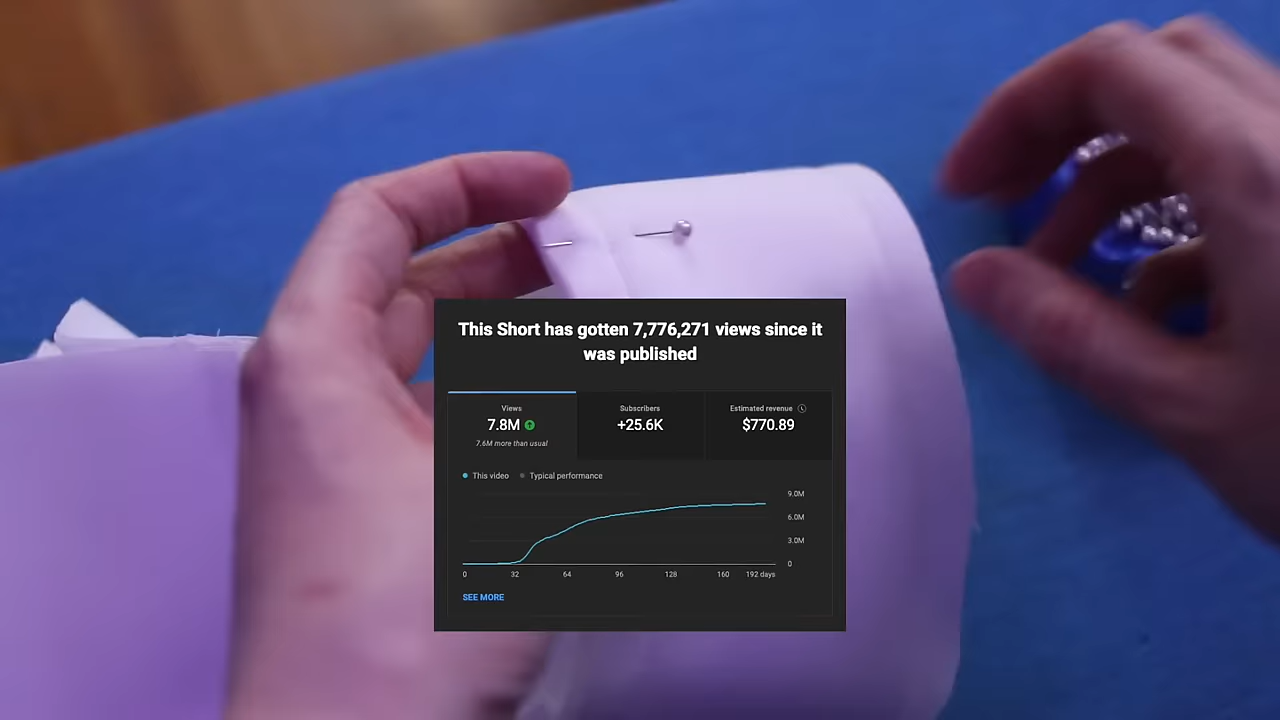 This Short has gotten 7,776,271 views since it
was published
Views
7.8M
7.6M more than usual
Subscribers
+25.6K
Estimated revenue
$770.89
This video
Typical performance
9.0M
6.0M
3.0M
0
0 32 64 96 128 160 192 days
SEE MORE